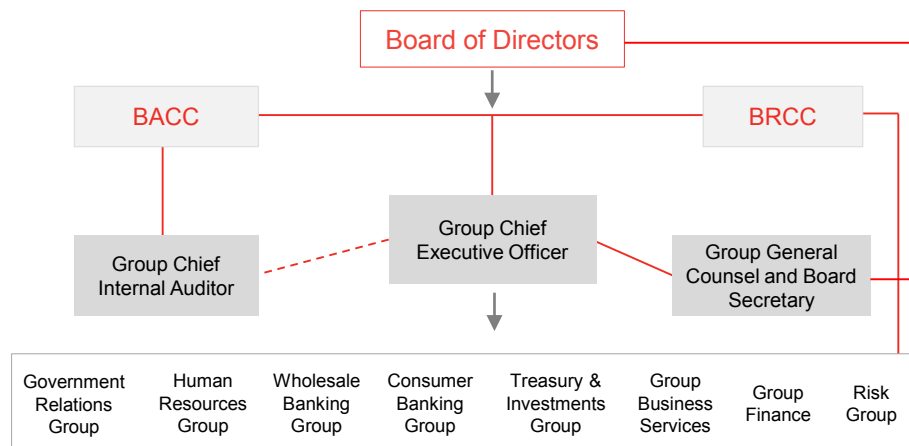 Board of Directors
BACC
BRCC
Group Chief
Executive Officer
Group Chief
Internal Auditor
Group General
Counsel and Board
Secretary
Government
Relations
Group
Human
Resources
Group
Wholesale
Banking
Group
Consumer
Banking
Group
Treasury &
Investments
Group
Group
Business
Services
Group
Finance
Risk
Group